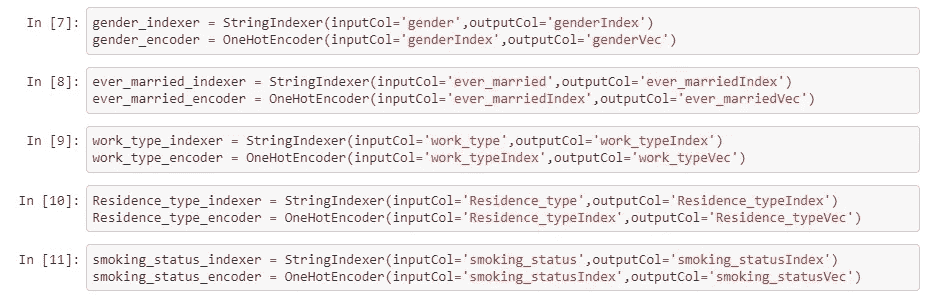 In [7]: gender_indexer = StringIndexer(inputCol='gender',outputCol='genderIndex')
gender_encoder = OneHotEncoder(inputCol='genderIndex',outputCol='genderVec')
In [8]: ever_married_indexer = StringIndexer(inputCol='ever_married',outputCol='ever_marriedIndex')
ever_married_encoder = OneHotEncoder(inputCol='ever_marriedIndex',outputCol='ever_marriedVec')
In [9]: work_type_indexer = StringIndexer(inputCol='work_type',outputCol='work_typeIndex')
work_type_encoder = OneHotEncoder(inputCol='work_typeIndex',outputCol='work_typeVec')
In [10]: Residence_type_indexer = StringIndexer(inputCol='Residence_type',outputCol='Residence_typeIndex')
Residence_type_encoder = OneHotEncoder(inputCol='Residence_typeIndex',outputCol='Residence_typeVec')
In [11]: smoking_status_indexer = StringIndexer(inputCol='smoking_status',outputCol='smoking_statusIndex')
smoking_status_encoder = OneHotEncoder(inputCol='smoking_statusIndex',outputCol='smoking_statusVec')